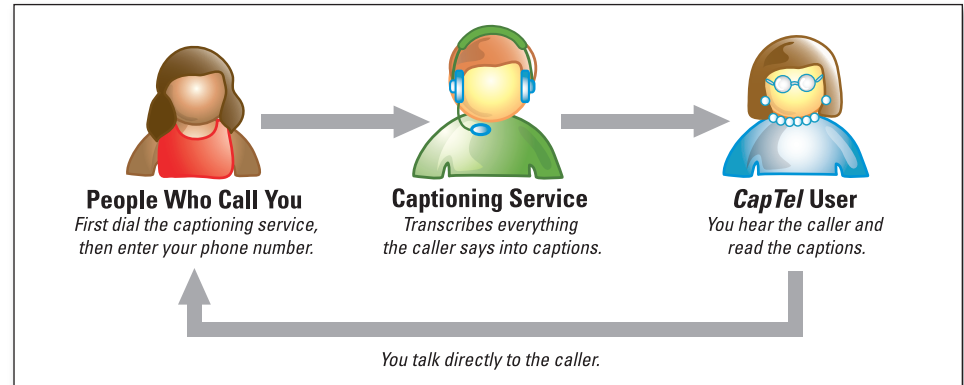 People Who Call You
First dial the captioning service,
then enter your phone number.
Captioning Service
Transcribes everything
the caller says into captions.
CapTel User
You hear the caller and
read the captions.
You talk directly to the caller.